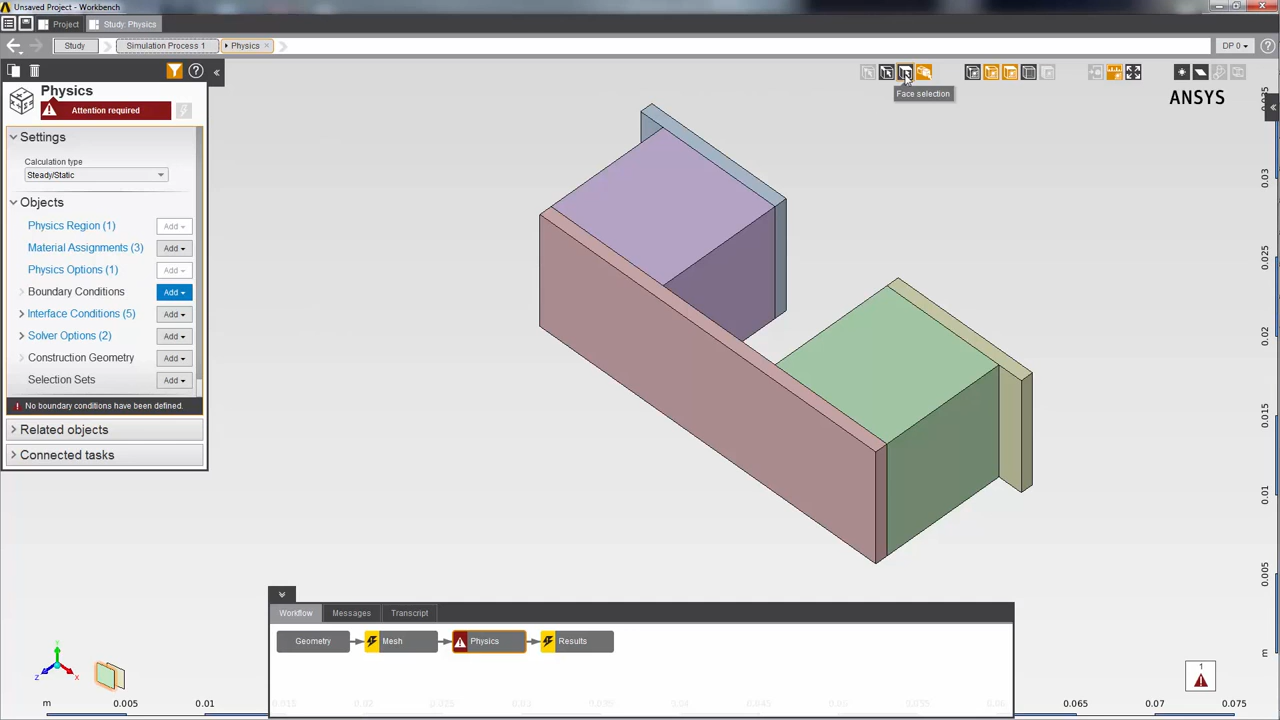 Unsaved Project - Workbench
Project
Study: Physics
Study
Simulation Process 1
Physics
DP 0
Face selection
ANSYS
Physics
Attention required
Settings
Calculation type
Steady/Static
Objects
Physics Region (1) Add
Material Assignments (3) Add
Physics Options (1) Add
Boundary Conditions Add
Interface Conditions (5) Add
Solver Options (2) Add
Construction Geometry Add
Selection Sets Add
No boundary conditions have been defined.
Related objects
Connected tasks
0.03
0.025
0.02
0.015
0.01
0.005
m
Workflow Messages Transcript
Geometry Mesh Physics Results
1
Y
Z
X
m 0.005 0.01 0.015 0.02 0.065 0.07 0.075